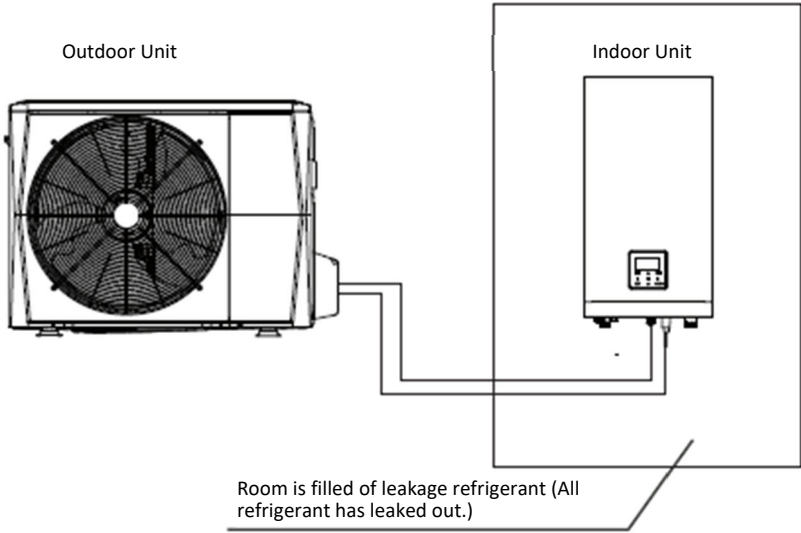 Outdoor Unit
Indoor Unit
Room is filled of leakage refrigerant (All
refrigerant has leaked out.)